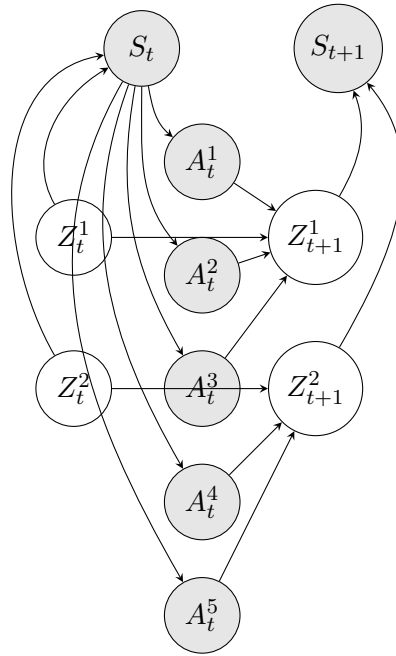 S_t
S_{t+1}
A_t^1
Z_t^1
Z_{t+1}^1
A_t^2
Z_t^2
A_t^3
Z_{t+1}^2
A_t^4
A_t^5